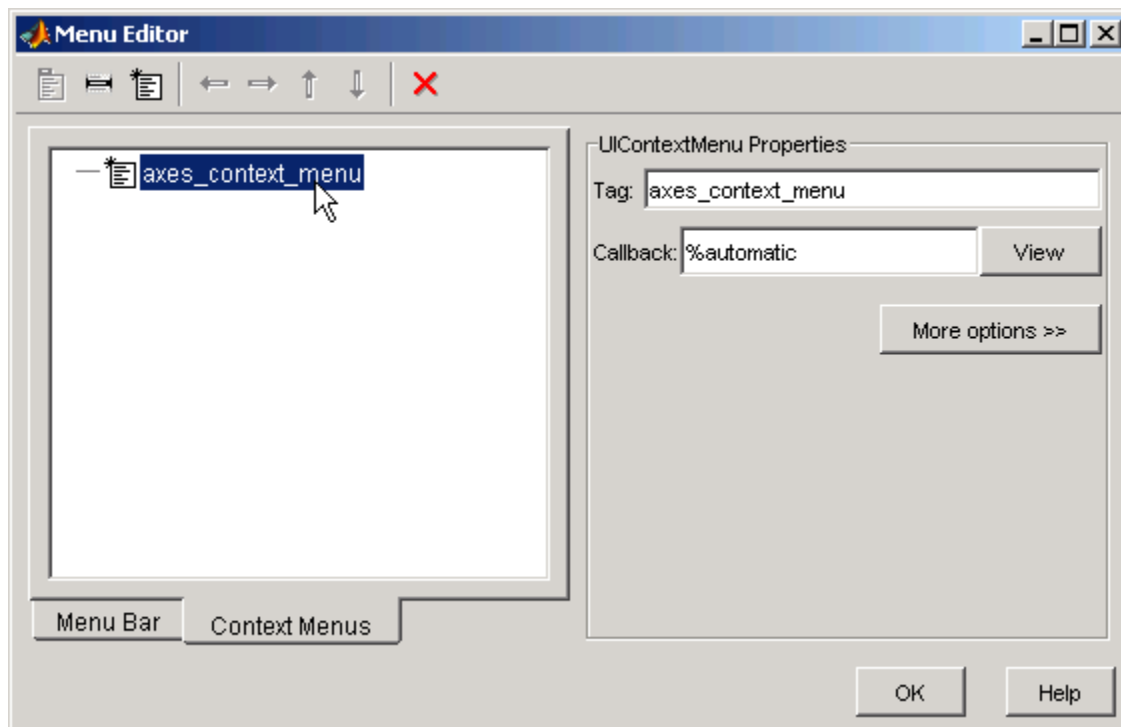 Menu Editor
axes_context_menu
Menu Bar
Context Menus
UIContextMenu Properties
Tag: axes_context_menu
Callback: %automatic View
More options >>
OK Help